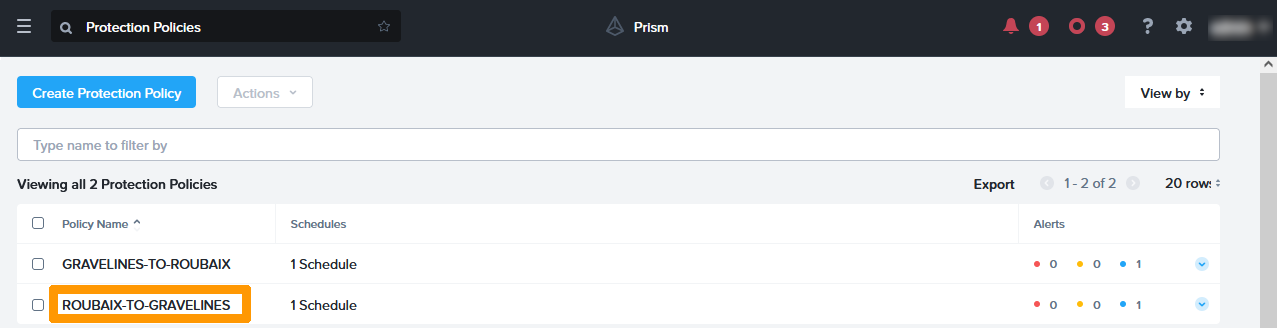 Protection Policies
Prism
1
3
?
Create Protection Policy
Actions
View by
Type name to filter by
Viewing all 2 Protection Policies
Export
1 - 2 of 2
20 rows
Policy Name
Schedules
Alerts
GRAVELINES-TO-ROUBAIX
1 Schedule
0
0
1
ROUBAIX-TO-GRAVELINES
1 Schedule
0
0
1